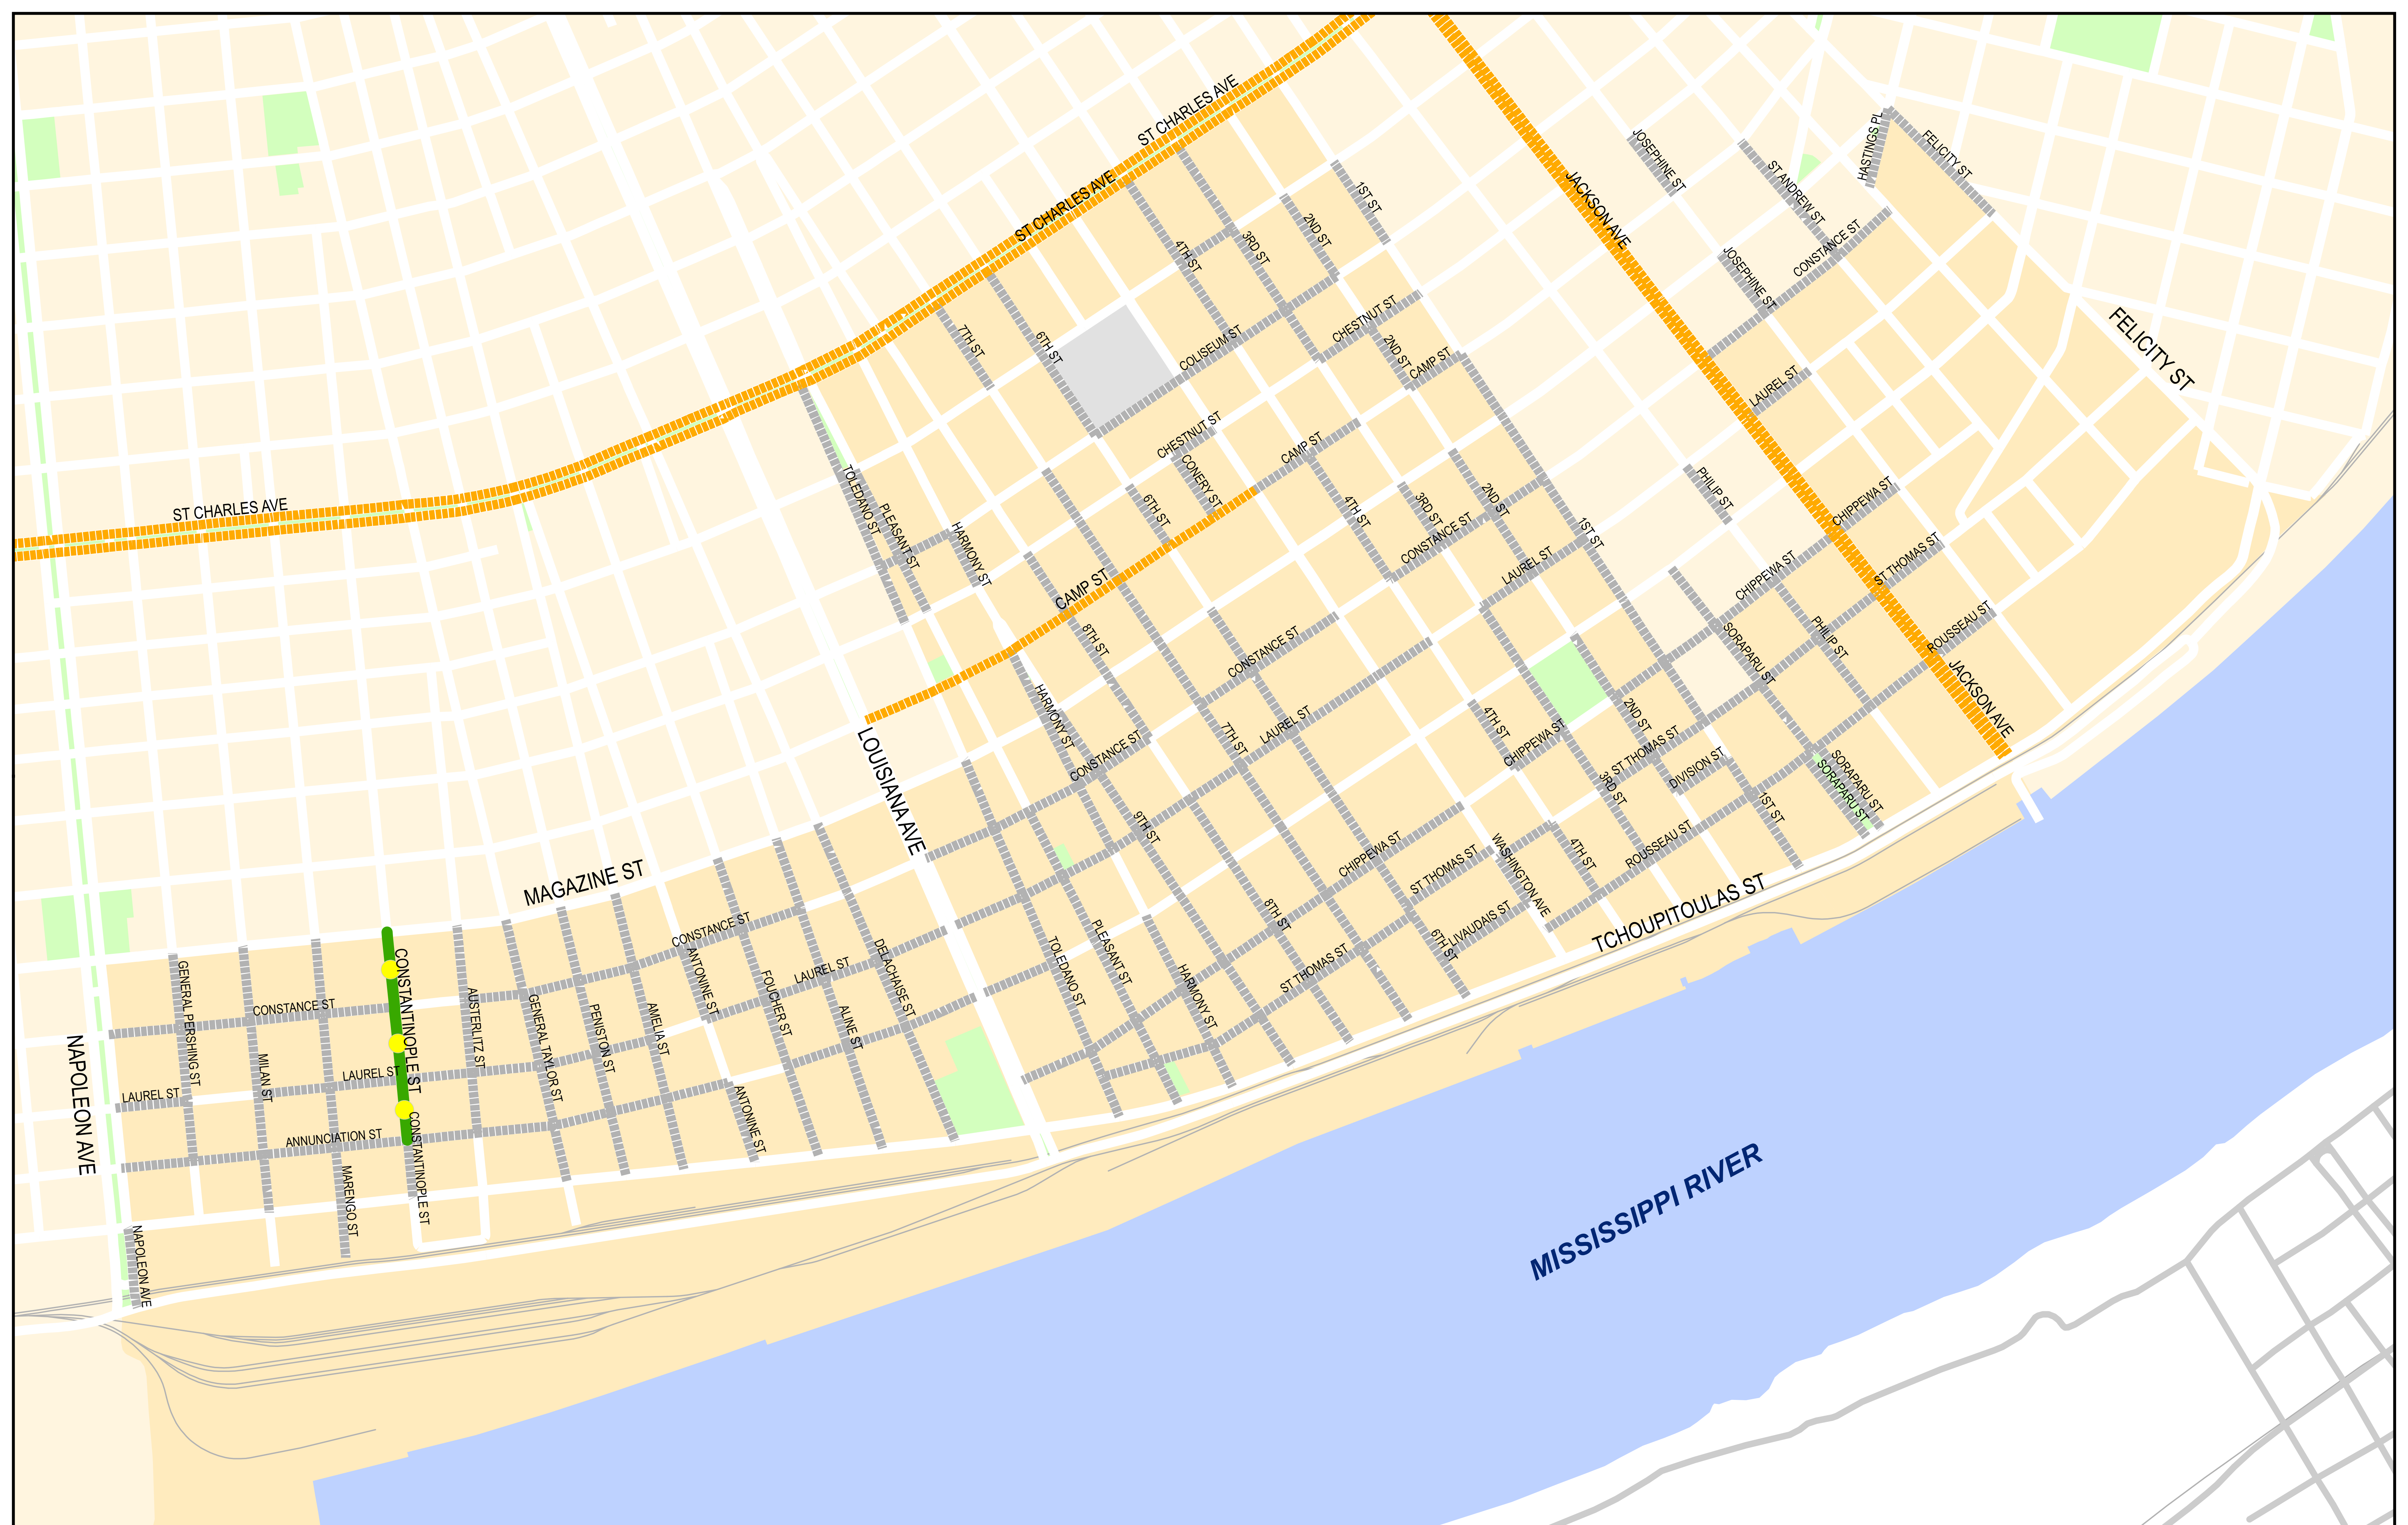 ST CHARLES AVE
JACKSON AVE
JOSEPHINE ST
ST ANDREW ST
HASTINGS PL
FELICITY ST
CONSTANCE ST
JOSEPHINE ST
ST CHARLES AVE
1ST ST
2ND ST
3RD ST
4TH ST
7TH ST
6TH ST
COLISEUM ST
CHESTNUT ST
2ND ST
CAMP ST
LAUREL ST
FELICITY ST
ST CHARLES AVE
TOLEDANO ST
PLEASANT ST
HARMONY ST
CHESTNUT ST
CONERY ST
6TH ST
CAMP ST
4TH ST
3RD ST
2ND ST
CONSTANCE ST
1ST ST
LAUREL ST
PHILIP ST
CHIPPEWA ST
CHIPPEWA ST
ST THOMAS ST
CAMP ST
8TH ST
CONSTANCE ST
SORAPARU ST
PHILIP ST
ROUSSEAU ST
JACKSON AVE
LOUISIANA AVE
HARMONY ST
CONSTANCE ST
7TH ST
LAUREL ST
4TH ST
CHIPPEWA ST
2ND ST
ST THOMAS ST
3RD ST
DIVISION ST
1ST ST
SORAPARU ST
SORAPARU ST
9TH ST
CHIPPEWA ST
ST THOMAS ST
WASHINGTON AVE
4TH ST
ROUSSEAU ST
MAGAZINE ST
TCHOUPITOULAS ST
LIVAUDAIS ST
6TH ST
8TH ST
ST THOMAS ST
HARMONY ST
PLEASANT ST
TOLEDANO ST
CONSTANCE ST
DELACHAISE ST
LAUREL ST
ALINE ST
FOUCHER ST
ANTONINE ST
AMELIA ST
PENISTON ST
GENERAL TAYLOR ST
AUSTERLITZ ST
CONSTANTINOPLE ST
CONSTANCE ST
GENERAL PERSHING ST
MILAN ST
LAUREL ST
LAUREL ST
ANNUNCIATION ST
NAPOLEON AVE
ANTONINE ST
CONSTANTINOPLE ST
MARENGO ST
NAPOLEON AVE
MISSISSIPPI RIVER